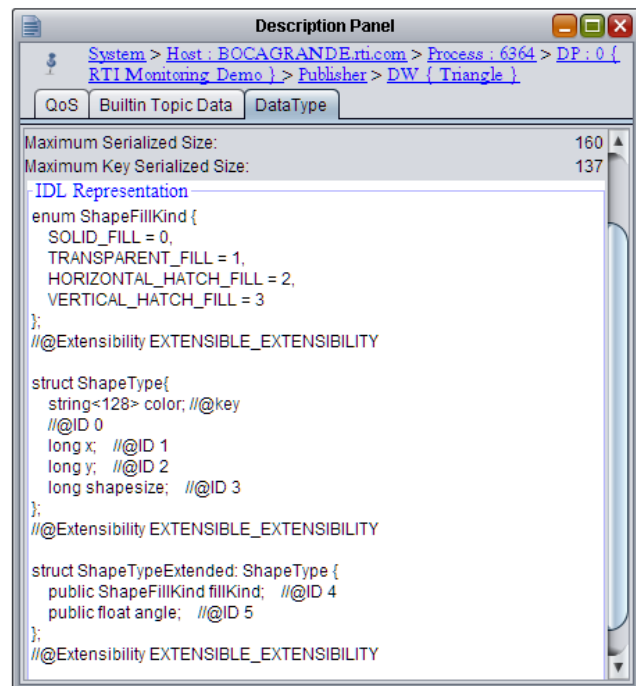 Description Panel
System > Host : BOCAGRANDE.rti.com > Process : 6364 > DP : 0 {
RTI Monitoring Demo } > Publisher > DW { Triangle }
QoS Builtin Topic Data DataType
Maximum Serialized Size: 160
Maximum Key Serialized Size: 137
IDL Representation
enum ShapeFillKind {
SOLID_FILL = 0,
TRANSPARENT_FILL = 1,
HORIZONTAL_HATCH_FILL = 2,
VERTICAL_HATCH_FILL = 3
};
//@Extensibility EXTENSIBLE_EXTENSIBILITY
struct ShapeType{
string<128> color; //@key
//@ID 0
long x; //@ID 1
long y; //@ID 2
long shapesize; //@ID 3
};
//@Extensibility EXTENSIBLE_EXTENSIBILITY
struct ShapeTypeExtended: ShapeType {
public ShapeFillKind fillKind; //@ID 4
public float angle; //@ID 5
};
//@Extensibility EXTENSIBLE_EXTENSIBILITY